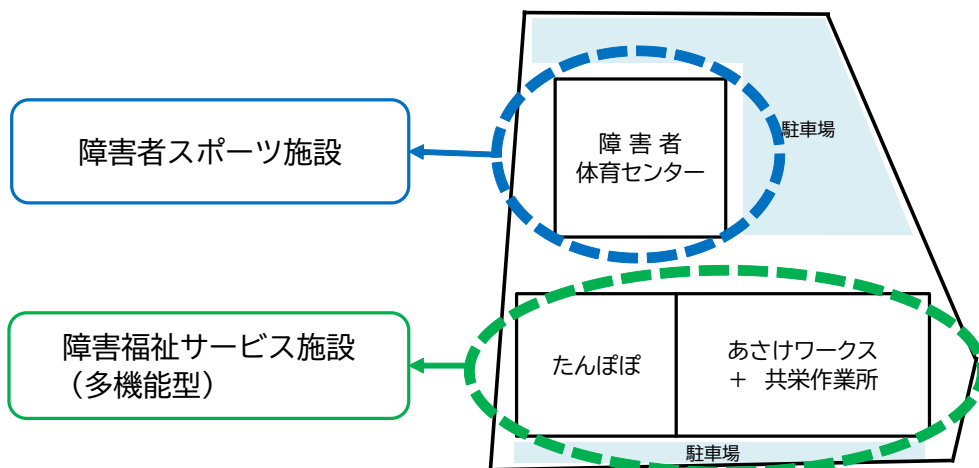 障害者スポーツ施設
障害者
体育センター
駐車場
障害福祉サービス施設
（多機能型）
たんぽぽ
あさけワークス
＋ 共栄作業所
駐車場